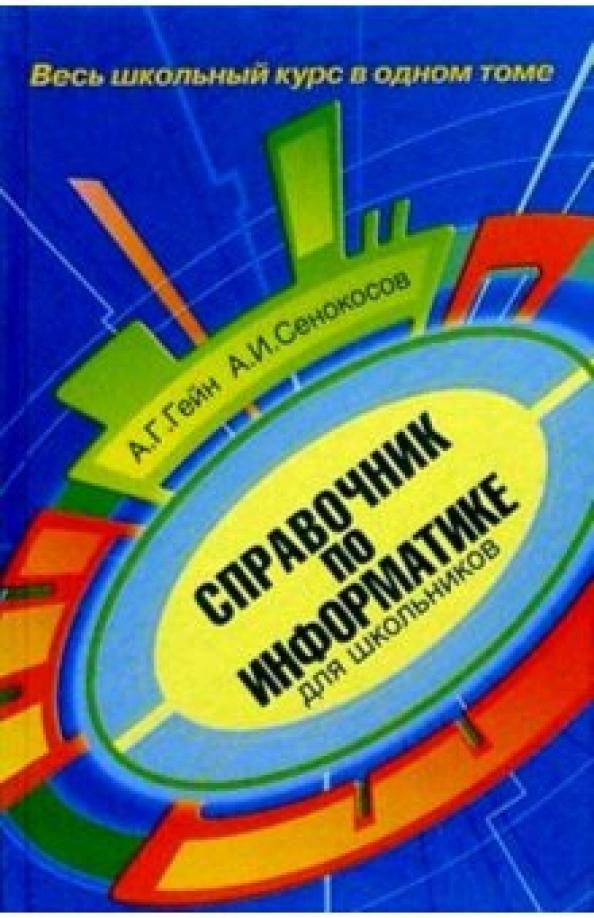 Весь школьный курс в одном томе
А.Г.Гейн А.И.Сенокосов
СПРАВОЧНИК
ПО
ИНФОРМАТИКЕ
для школьников